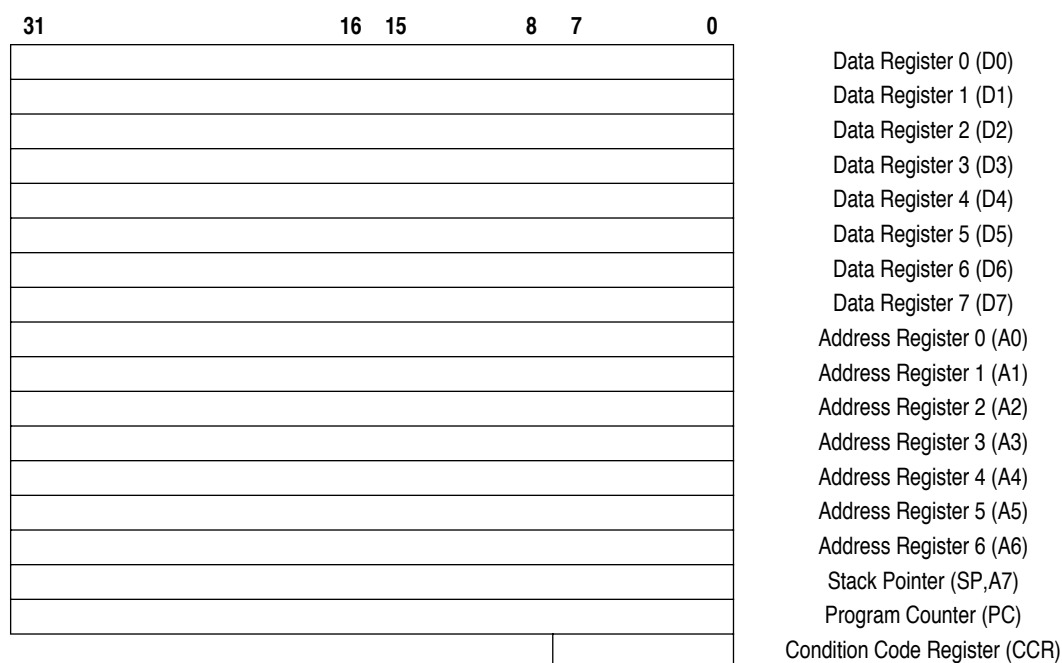 31 16 15 8 7 0
Data Register 0 (D0)
Data Register 1 (D1)
Data Register 2 (D2)
Data Register 3 (D3)
Data Register 4 (D4)
Data Register 5 (D5)
Data Register 6 (D6)
Data Register 7 (D7)
Address Register 0 (A0)
Address Register 1 (A1)
Address Register 2 (A2)
Address Register 3 (A3)
Address Register 4 (A4)
Address Register 5 (A5)
Address Register 6 (A6)
Stack Pointer (SP,A7)
Program Counter (PC)
Condition Code Register (CCR)